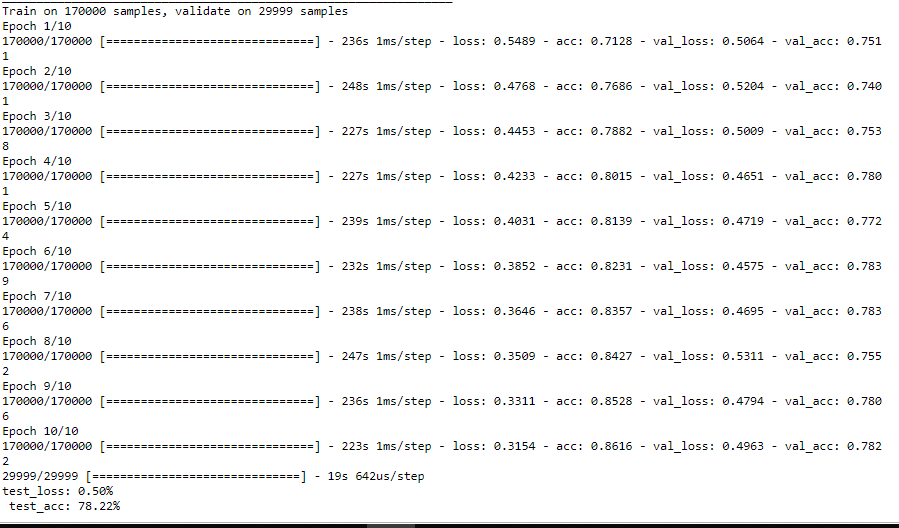 Train on 170000 samples, validate on 29999 samples
Epoch 1/10
170000/170000 [==============================] - 236s 1ms/step - loss: 0.5489 - acc: 0.7128 - val_loss: 0.5064 - val_acc: 0.751
1
Epoch 2/10
170000/170000 [==============================] - 248s 1ms/step - loss: 0.4768 - acc: 0.7686 - val_loss: 0.5204 - val_acc: 0.740
1
Epoch 3/10
170000/170000 [==============================] - 227s 1ms/step - loss: 0.4453 - acc: 0.7882 - val_loss: 0.5009 - val_acc: 0.753
8
Epoch 4/10
170000/170000 [==============================] - 227s 1ms/step - loss: 0.4233 - acc: 0.8015 - val_loss: 0.4651 - val_acc: 0.780
1
Epoch 5/10
170000/170000 [==============================] - 239s 1ms/step - loss: 0.4031 - acc: 0.8139 - val_loss: 0.4719 - val_acc: 0.772
4
Epoch 6/10
170000/170000 [==============================] - 232s 1ms/step - loss: 0.3852 - acc: 0.8231 - val_loss: 0.4575 - val_acc: 0.783
9
Epoch 7/10
170000/170000 [==============================] - 238s 1ms/step - loss: 0.3646 - acc: 0.8357 - val_loss: 0.4695 - val_acc: 0.783
6
Epoch 8/10
170000/170000 [==============================] - 247s 1ms/step - loss: 0.3509 - acc: 0.8427 - val_loss: 0.5311 - val_acc: 0.755
2
Epoch 9/10
170000/170000 [==============================] - 236s 1ms/step - loss: 0.3311 - acc: 0.8528 - val_loss: 0.4794 - val_acc: 0.780
6
Epoch 10/10
170000/170000 [==============================] - 223s 1ms/step - loss: 0.3154 - acc: 0.8616 - val_loss: 0.4963 - val_acc: 0.782
2
29999/29999 [==============================] - 19s 642us/step
test_loss: 0.50%
 test_acc: 78.22%